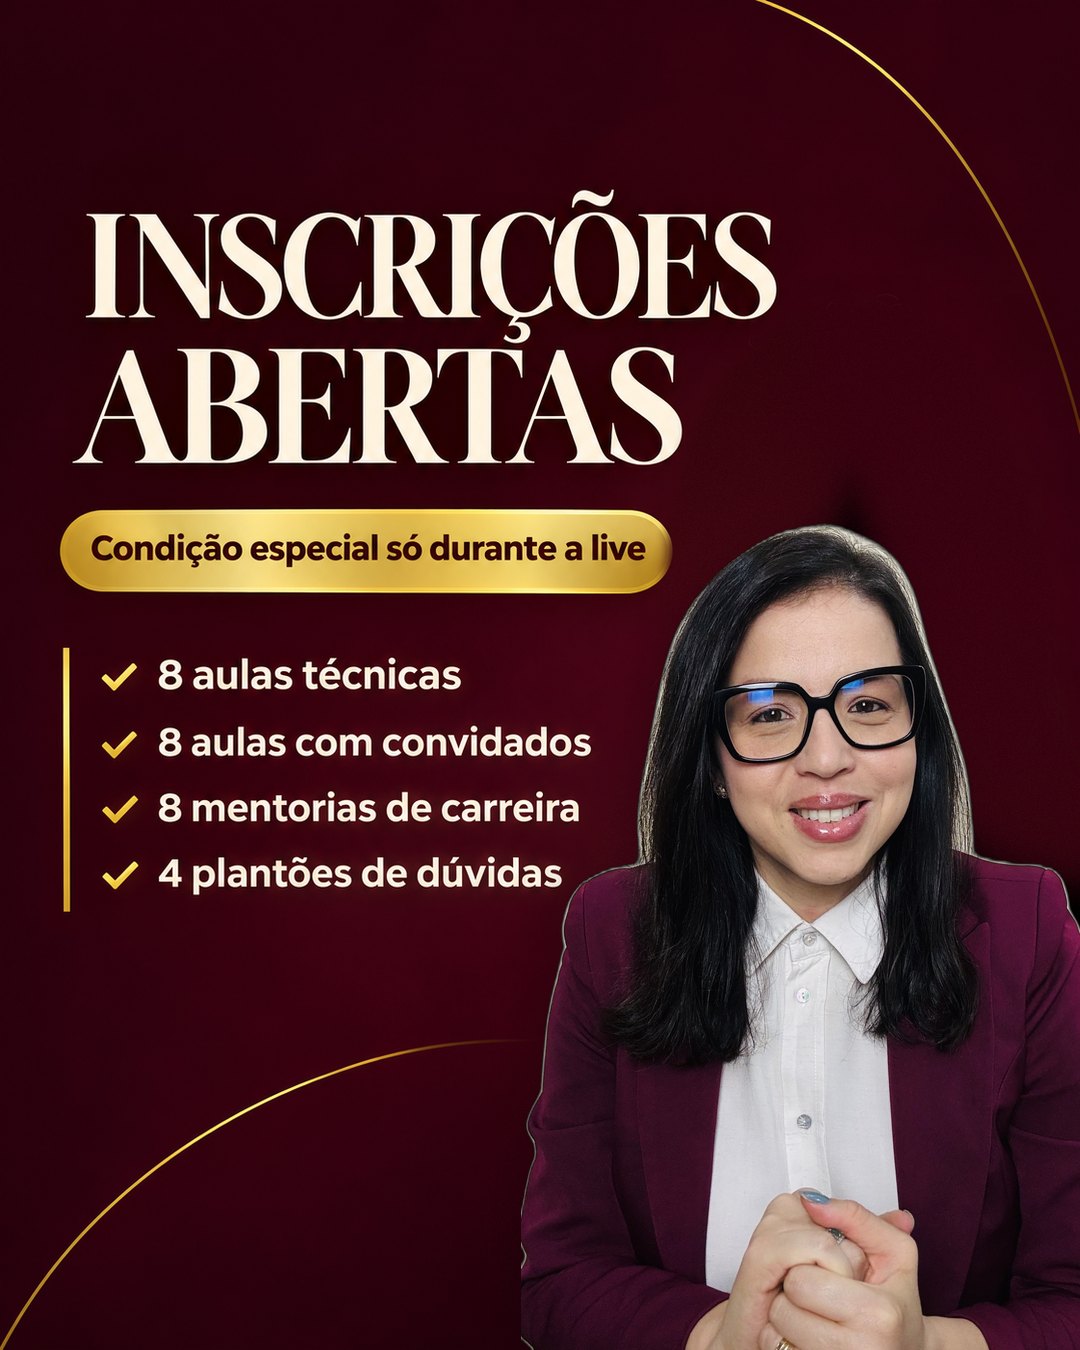 INSCRIÇÕES
ABERTAS
Condição especial só durante a live
8 aulas técnicas
8 aulas com convidados
8 mentorias de carreira
4 plantões de dúvidas